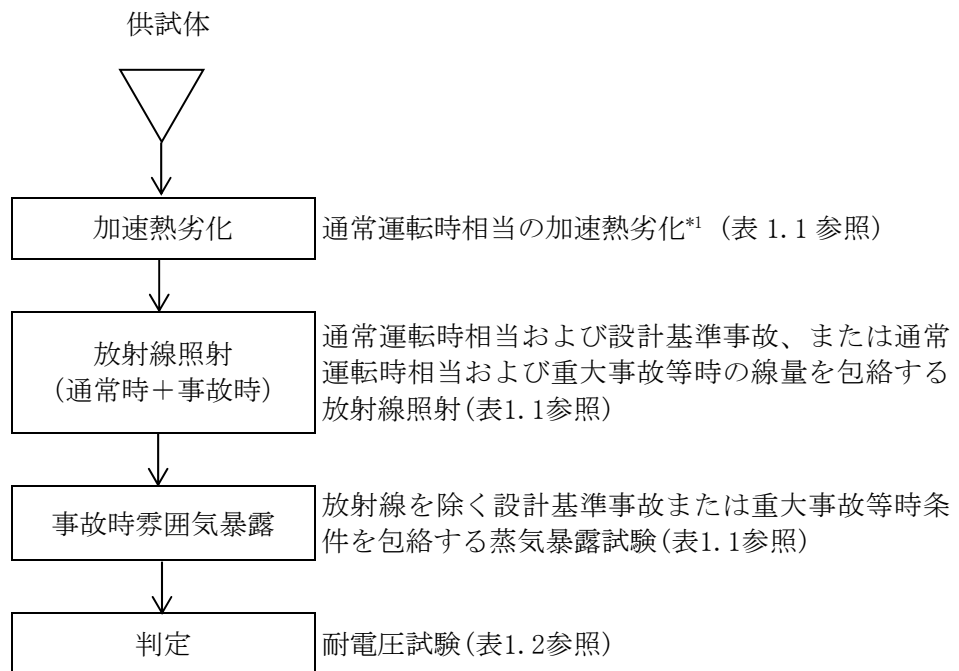 供試体
加速熱劣化
通常運転時相当の加速熱劣化*1 (表 1.1 参照)
放射線照射
(通常時＋事故時)
通常運転時相当および設計基準事故、または通常
運転時相当および重大事故等時の線量を包絡する
放射線照射(表1.1参照)
事故時雰囲気暴露
放射線を除く設計基準事故または重大事故等時条
件を包絡する蒸気暴露試験(表1.1参照)
判定
耐電圧試験(表1.2参照)